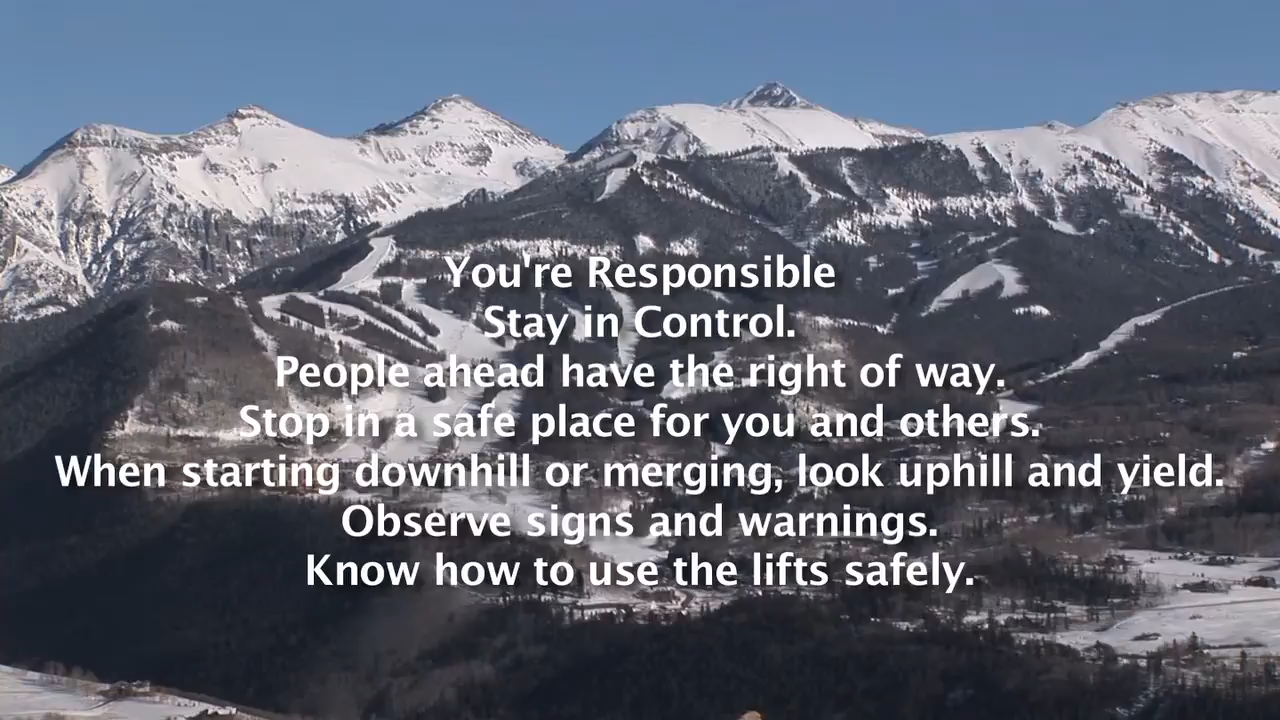 You're Responsible
Stay in Control.
People ahead have the right of way.
Stop in a safe place for you and others.
When starting downhill or merging, look uphill and yield.
Observe signs and warnings.
Know how to use the lifts safely.